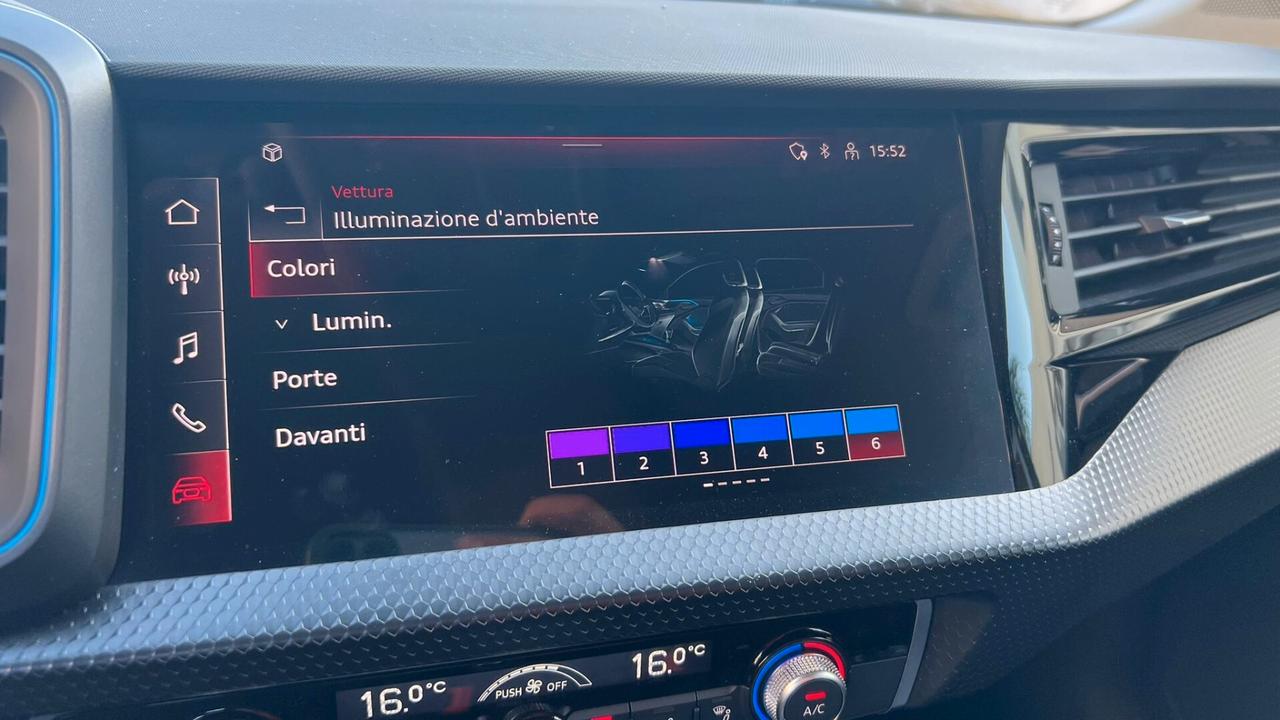 15:52
Vettura
Illuminazione d'ambiente
Colori
Lumin.
Porte
Davanti
1 2 3 4 5 6
16.0°C PUSH OFF 16.0°C
A/C